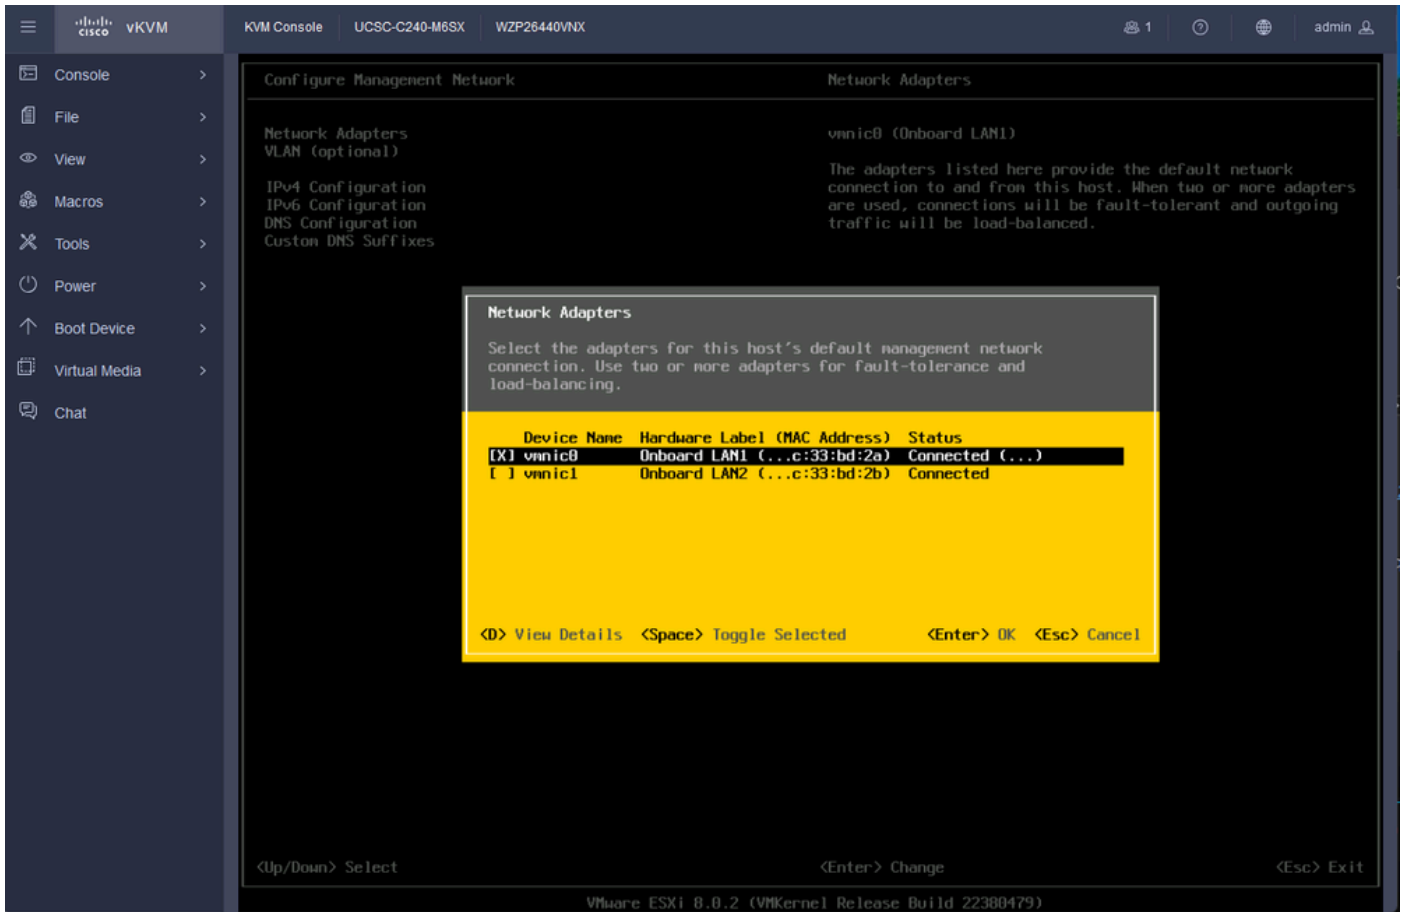 cisco vKVM KVM Console UCSC-C240-M6SX WZP26440VNX 1 admin
Console
File
View
Macros
Tools
Power
Boot Device
Virtual Media
Chat
Configure Management Network Network Adapters
Network Adapters
VLAN (optional)
IPv4 Configuration
IPv6 Configuration
DNS Configuration
Custom DNS Suffixes
vmnic0 (Onboard LAN1)
The adapters listed here provide the default network
connection to and from this host. When two or more adapters
are used, connections will be fault-tolerant and outgoing
traffic will be load-balanced.
Network Adapters
Select the adapters for this host's default management network
connection. Use two or more adapters for fault-tolerance and
load-balancing.
Device Name Hardware Label (MAC Address) Status
[X] vmnic0 Onboard LAN1 (...c:33:bd:2a) Connected (...)
[ ] vmnic1 Onboard LAN2 (...c:33:bd:2b) Connected
<D> View Details <Space> Toggle Selected <Enter> OK <Esc> Cancel
<Up/Down> Select <Enter> Change <Esc> Exit
VMware ESXi 8.0.2 (VMKernel Release Build 22380479)